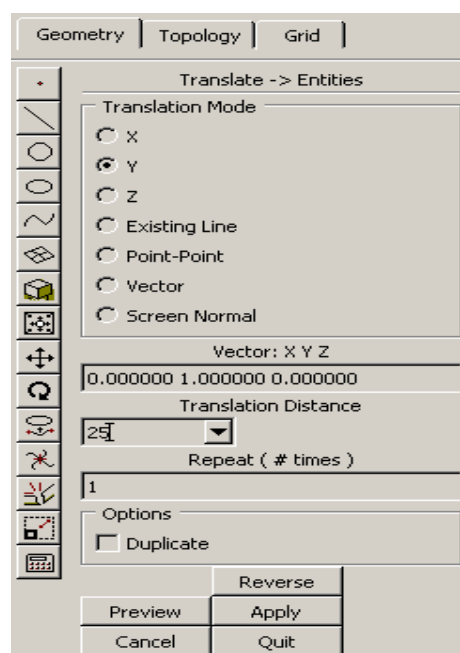 Geometry Topology Grid
Translate -> Entities
Translation Mode
X
Y
Z
Existing Line
Point-Point
Vector
Screen Normal
Vector: X Y Z
0.000000 1.000000 0.000000
Translation Distance
25
Repeat ( # times )
1
Options
Duplicate
Reverse
Preview Apply
Cancel Quit